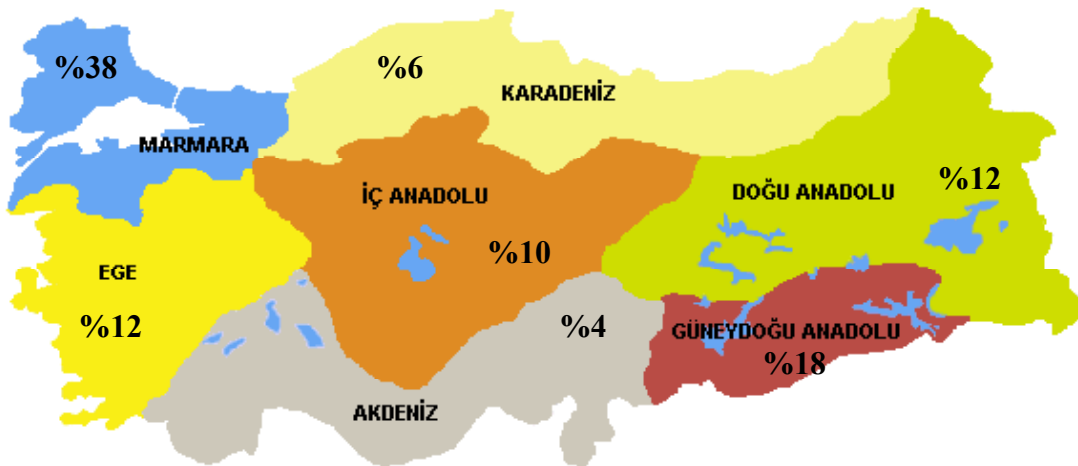 %38
%6
KARADENİZ
MARMARA
İÇ ANADOLU
DOĞU ANADOLU
%12
%10
EGE
%12
%4
GÜNEYDOĞU ANADOLU
%18
AKDENİZ